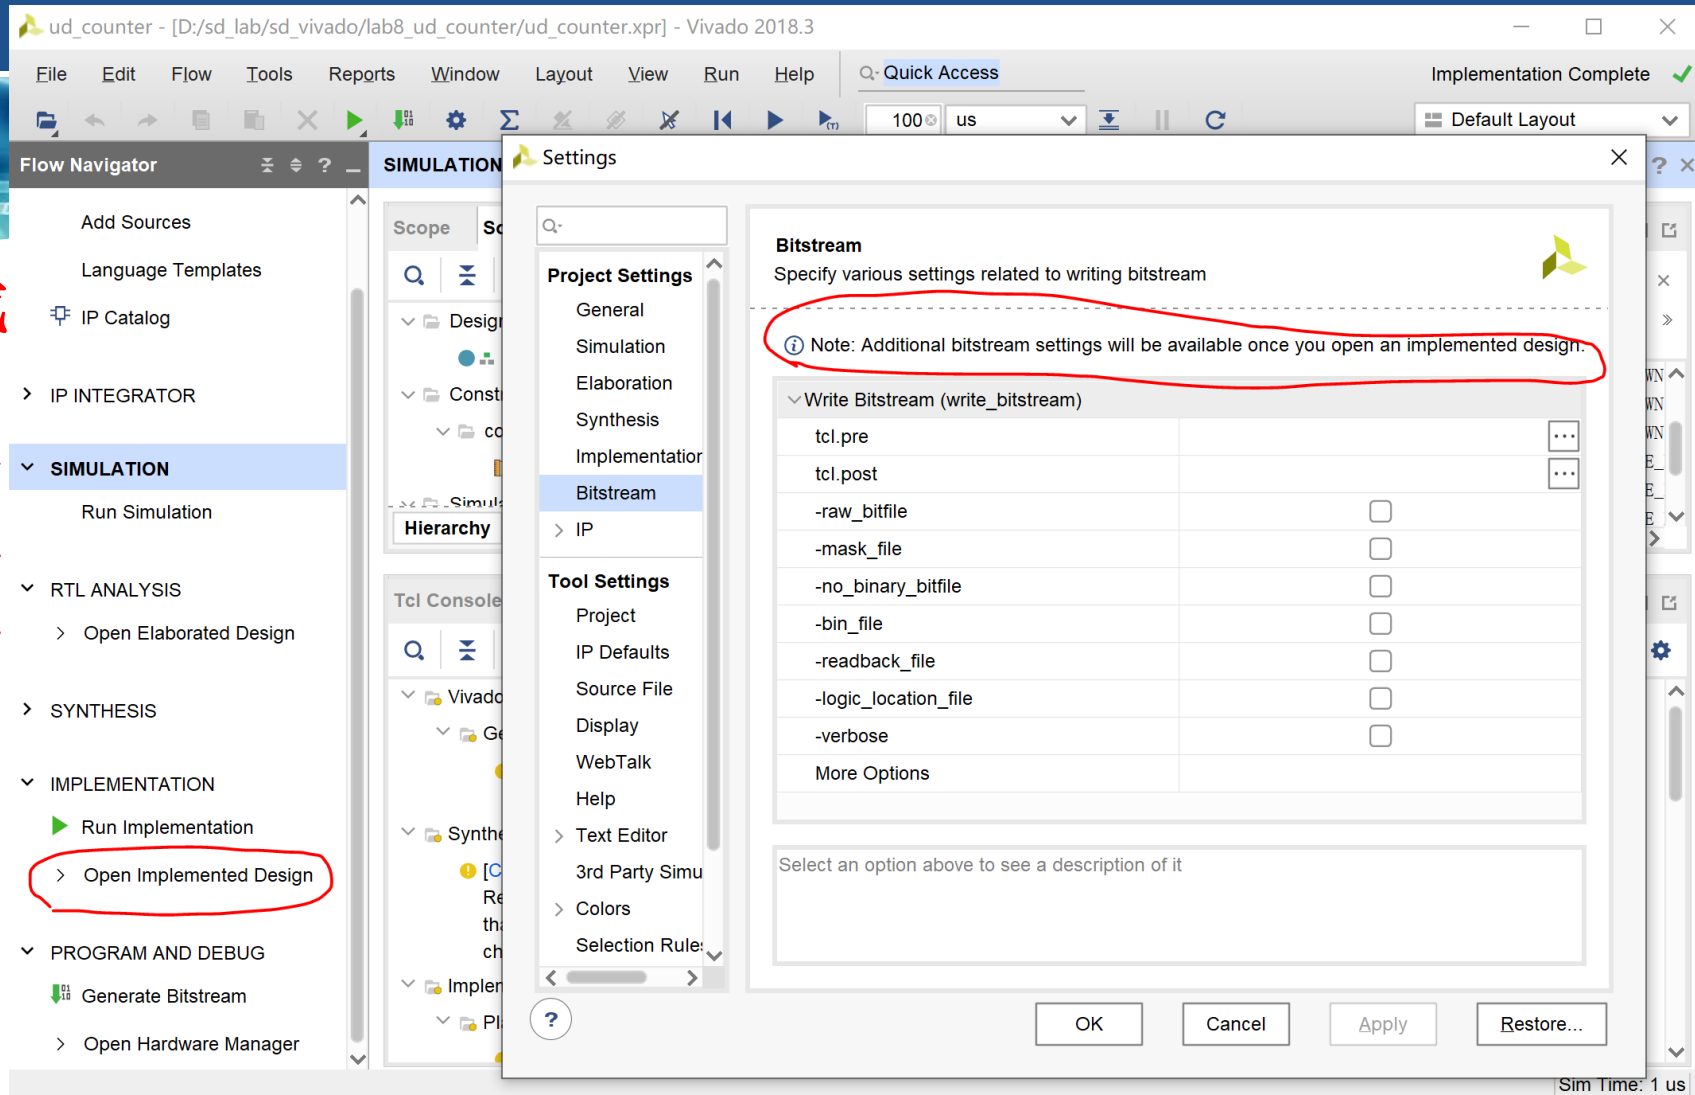 ud_counter - [D:/sd_lab/sd_vivado/lab8_ud_counter/ud_counter.xpr] - Vivado 2018.3
File Edit Flow Tools Reports Window Layout View Run Help Quick Access Implementation Complete
100 us Default Layout
Flow Navigator
Add Sources
Language Templates
IP Catalog
IP INTEGRATOR
SIMULATION
Run Simulation
RTL ANALYSIS
Open Elaborated Design
SYNTHESIS
IMPLEMENTATION
Run Implementation
Open Implemented Design
PROGRAM AND DEBUG
Generate Bitstream
Open Hardware Manager
SIMULATION
Scope
Hierarchy
Tcl Console
Vivado
Settings
Project Settings
General
Simulation
Elaboration
Synthesis
Implementation
Bitstream
IP
Tool Settings
Project
IP Defaults
Source File
Display
WebTalk
Help
Text Editor
3rd Party Simu
Colors
Selection Rules
Bitstream
Specify various settings related to writing bitstream
Note: Additional bitstream settings will be available once you open an implemented design.
Write Bitstream (write_bitstream)
tcl.pre
tcl.post
-raw_bitfile
-mask_file
-no_binary_bitfile
-bin_file
-readback_file
-logic_location_file
-verbose
More Options
Select an option above to see a description of it
OK Cancel Apply Restore...
Sim Time: 1 us